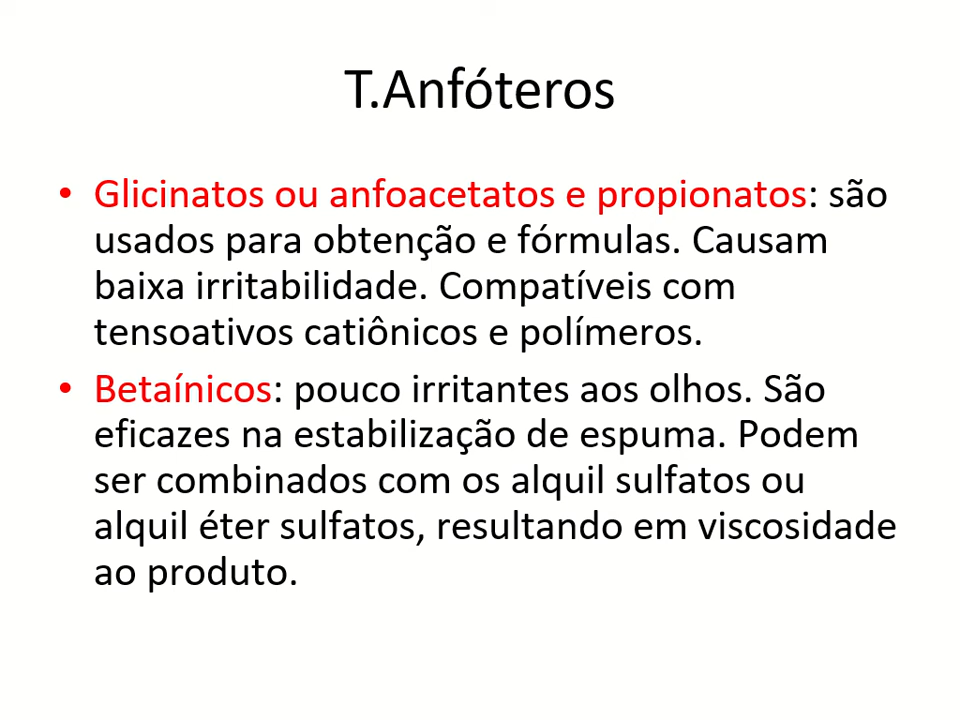 T.Anfóteros
• Glicinatos ou anfoacetatos e propionatos: são
usados para obtenção e fórmulas. Causam
baixa irritabilidade. Compatíveis com
tensoativos catiônicos e polímeros.
• Betaínicos: pouco irritantes aos olhos. São
eficazes na estabilização de espuma. Podem
ser combinados com os alquil sulfatos ou
alquil éter sulfatos, resultando em viscosidade
ao produto.